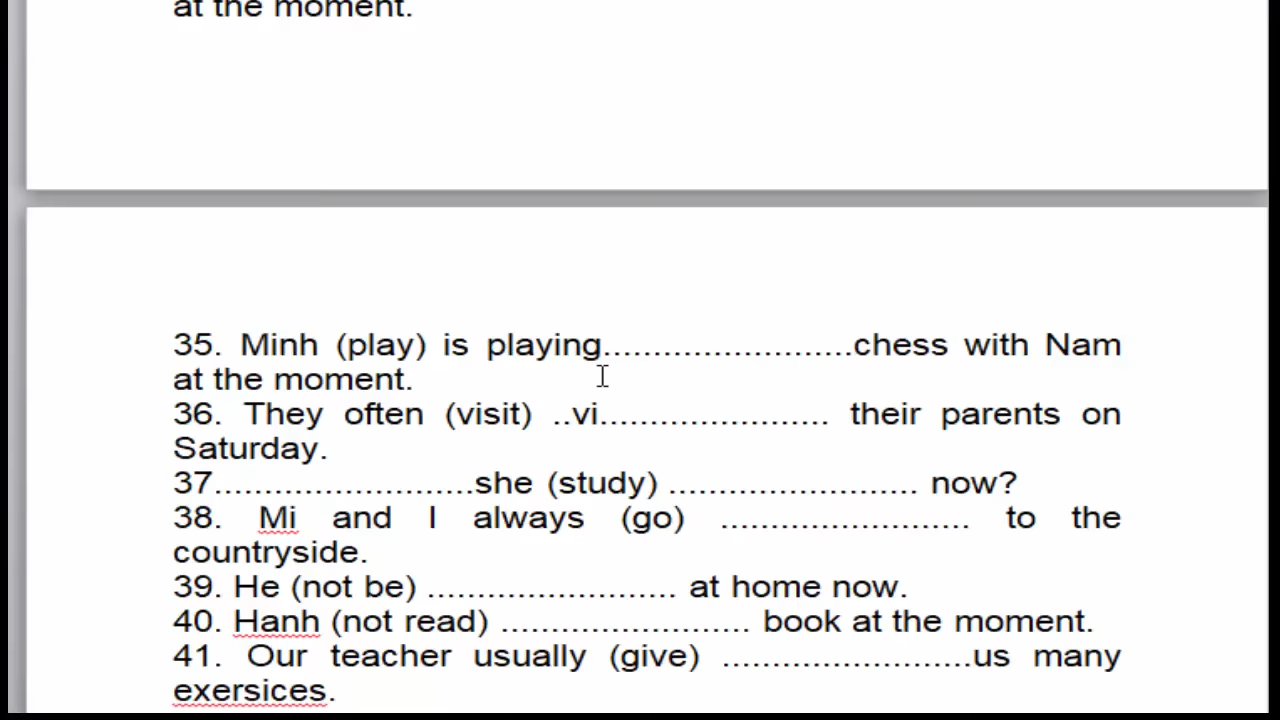 at the moment.
35. Minh (play) is playing.........................chess with Nam
at the moment.
36. They often (visit) ..vi....................... their parents on
Saturday.
37..........................she (study) ......................... now?
38. Mi and I always (go) ......................... to the
countryside.
39. He (not be) ......................... at home now.
40. Hanh (not read) ......................... book at the moment.
41. Our teacher usually (give) .........................us many
exersices.